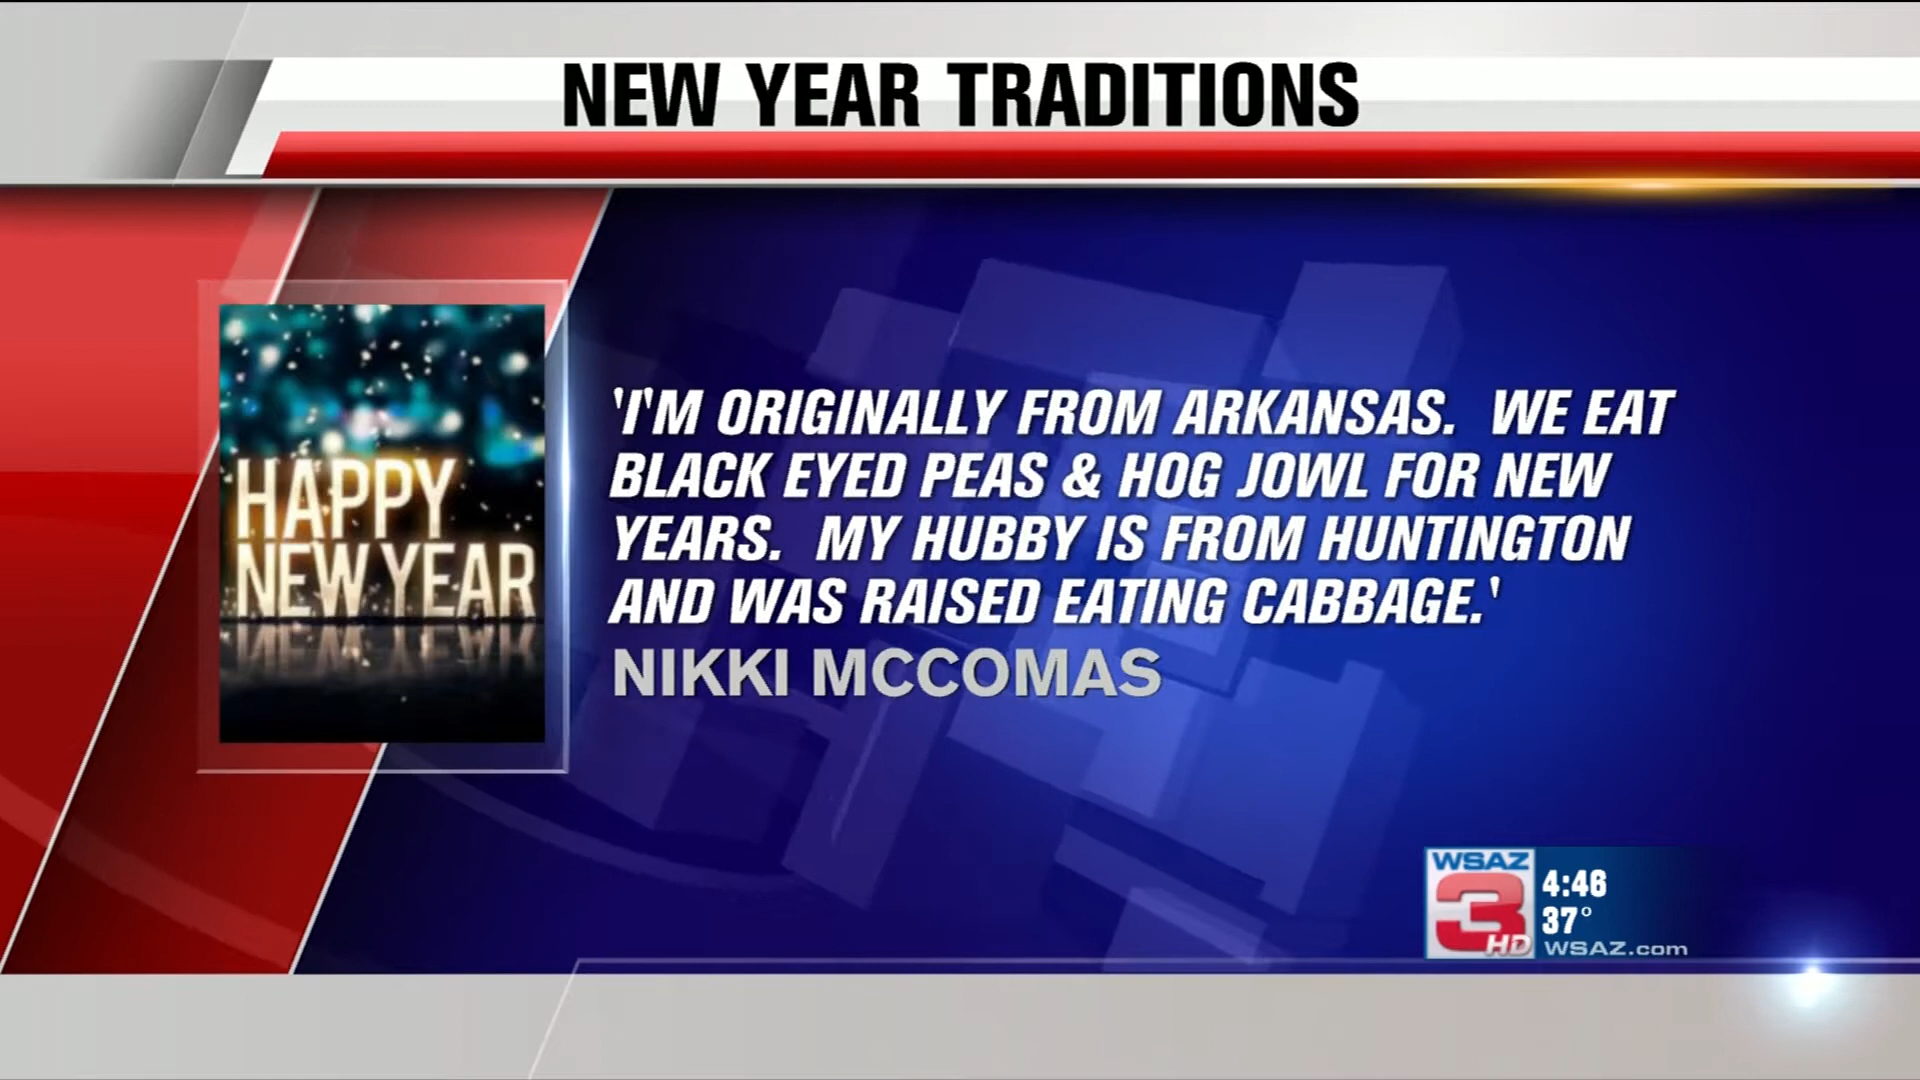 NEW YEAR TRADITIONS
HAPPY
NEW YEAR
'I'M ORIGINALLY FROM ARKANSAS.  WE EAT
BLACK EYED PEAS & HOG JOWL FOR NEW
YEARS.  MY HUBBY IS FROM HUNTINGTON
AND WAS RAISED EATING CABBAGE.'
NIKKI MCCOMAS
WSAZ
3
HD
4:46
37°
WSAZ.com